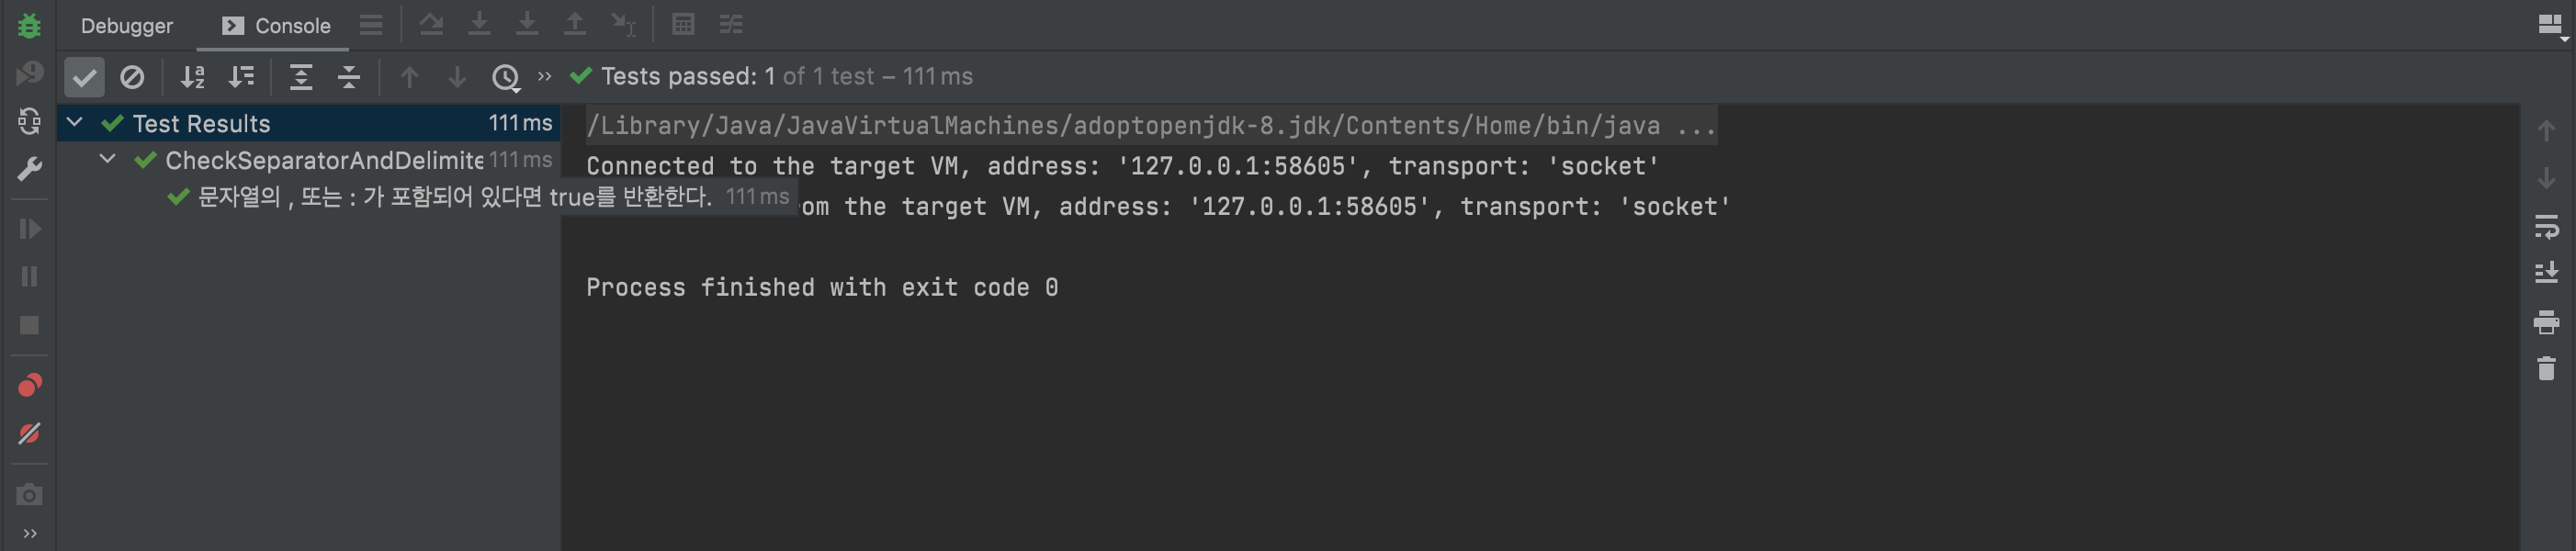 Debugger Console
Tests passed: 1 of 1 test – 111 ms
Test Results 111 ms
CheckSeparatorAndDelimite 111 ms
문자열의 , 또는 : 가 포함되어 있다면 true를 반환한다. 111 ms
/Library/Java/JavaVirtualMachines/adoptopenjdk-8.jdk/Contents/Home/bin/java ...
Connected to the target VM, address: '127.0.0.1:58605', transport: 'socket'
om the target VM, address: '127.0.0.1:58605', transport: 'socket'
Process finished with exit code 0